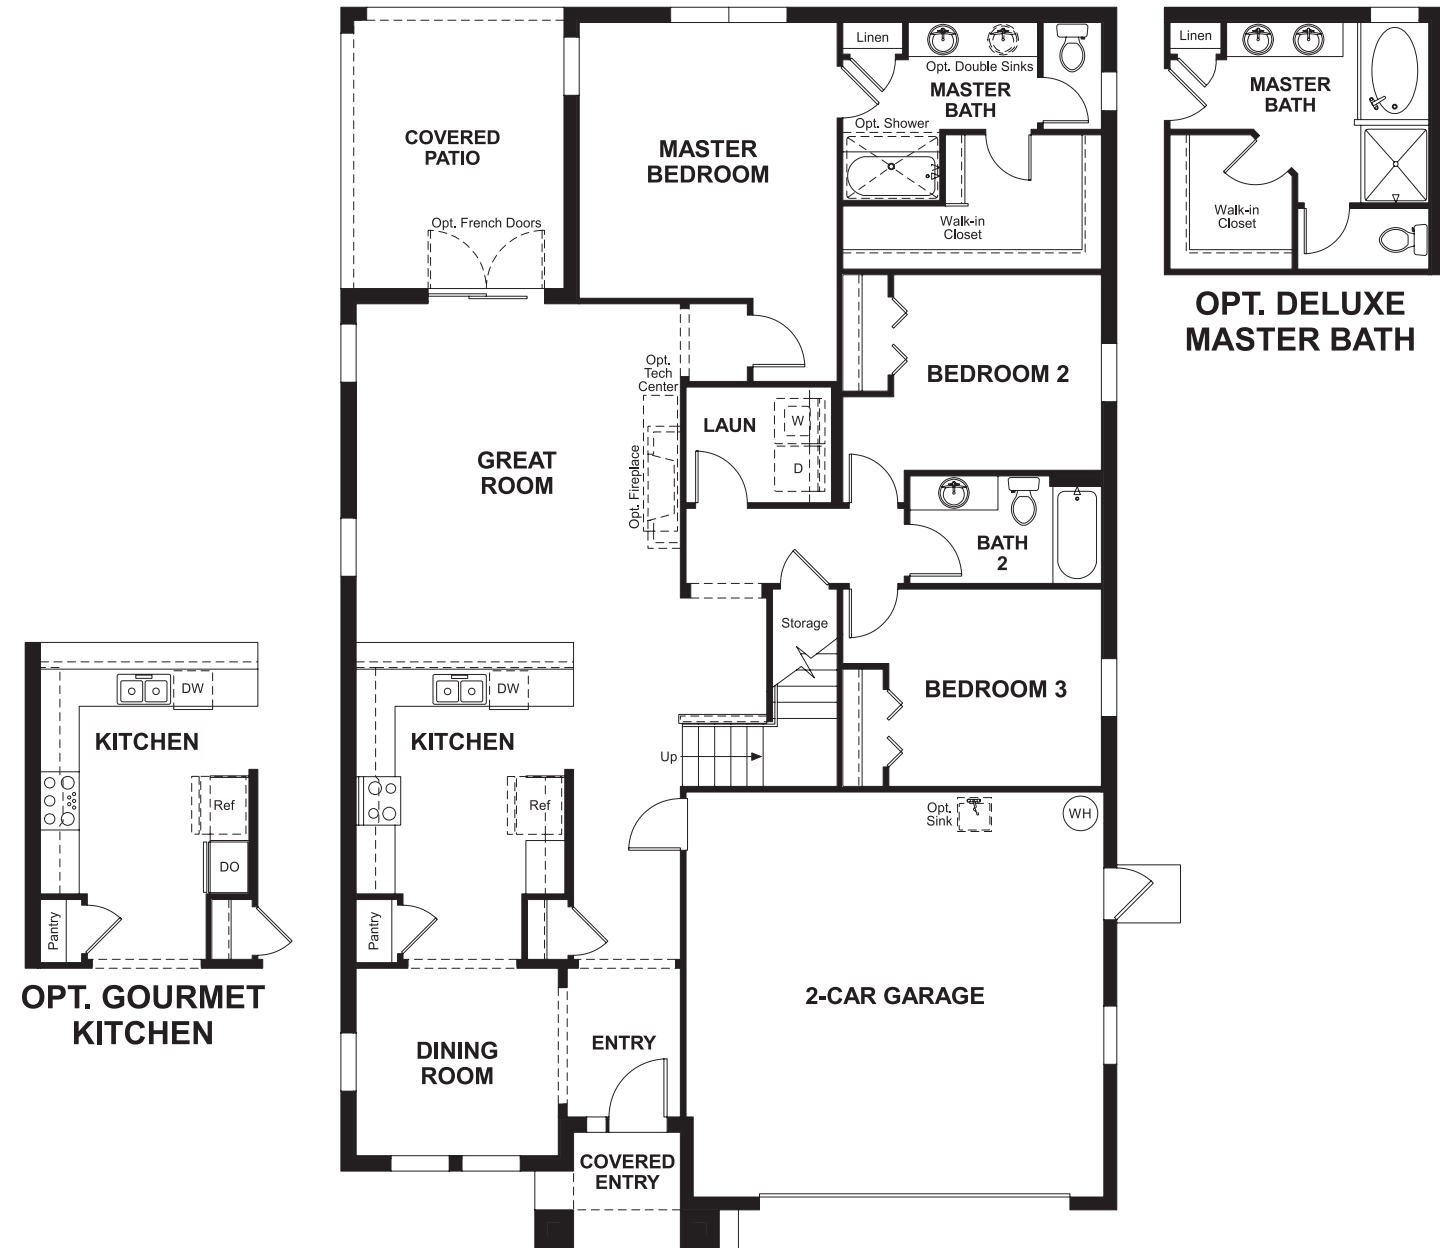 Linen
Opt. Double Sinks
MASTER
BATH
Opt. Shower
COVERED
PATIO
MASTER
BEDROOM
Opt. French Doors
Walk-in
Closet
Linen
MASTER
BATH
Walk-in
Closet
OPT. DELUXE
MASTER BATH
Opt.
Tech
Center
BEDROOM 2
LAUN
W
D
GREAT
ROOM
Opt. Fireplace
BATH
2
Storage
BEDROOM 3
DW
KITCHEN
Ref
DO
Pantry
OPT. GOURMET
KITCHEN
DW
KITCHEN
Up
Ref
Pantry
Opt.
Sink
WH
2-CAR GARAGE
DINING
ROOM
ENTRY
COVERED
ENTRY